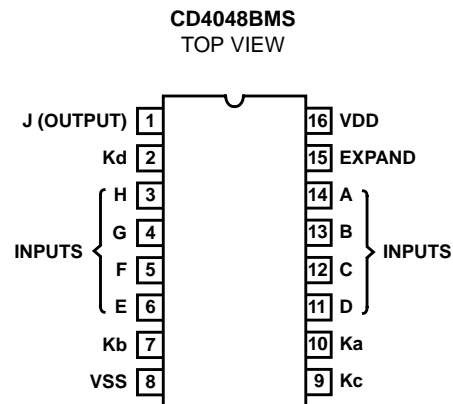 CD4048BMS
TOP VIEW
J (OUTPUT) 1 16 VDD
Kd 2 15 EXPAND
H 3 14 A
G 4 13 B
INPUTS INPUTS
F 5 12 C
E 6 11 D
Kb 7 10 Ka
VSS 8 9 Kc